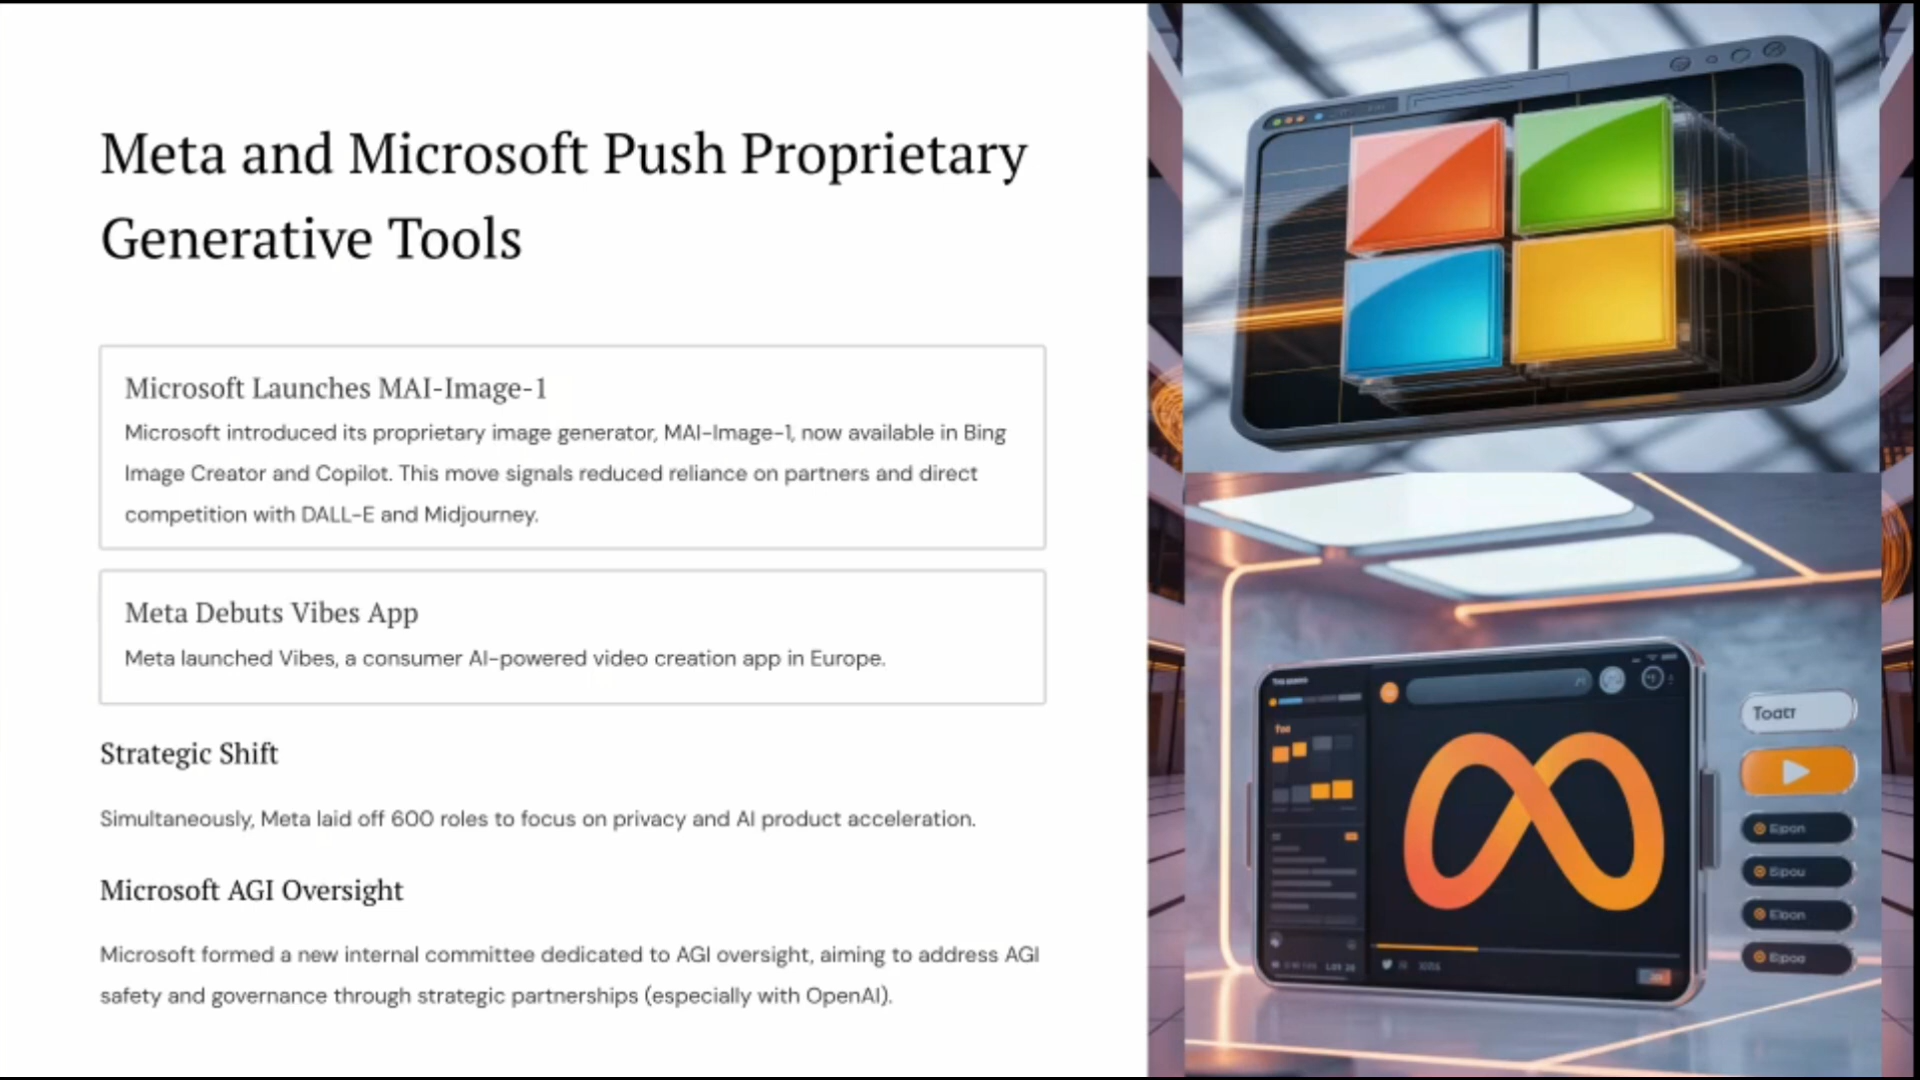 Meta and Microsoft Push Proprietary
Generative Tools
Microsoft Launches MAI-Image-1
Microsoft introduced its proprietary image generator, MAI-Image-1, now available in Bing
Image Creator and Copilot. This move signals reduced reliance on partners and direct
competition with DALL-E and Midjourney.
Meta Debuts Vibes App
Meta launched Vibes, a consumer AI-powered video creation app in Europe.
Strategic Shift
Simultaneously, Meta laid off 600 roles to focus on privacy and AI product acceleration.
Microsoft AGI Oversight
Microsoft formed a new internal committee dedicated to AGI oversight, aiming to address AGI
safety and governance through strategic partnerships (especially with OpenAI).